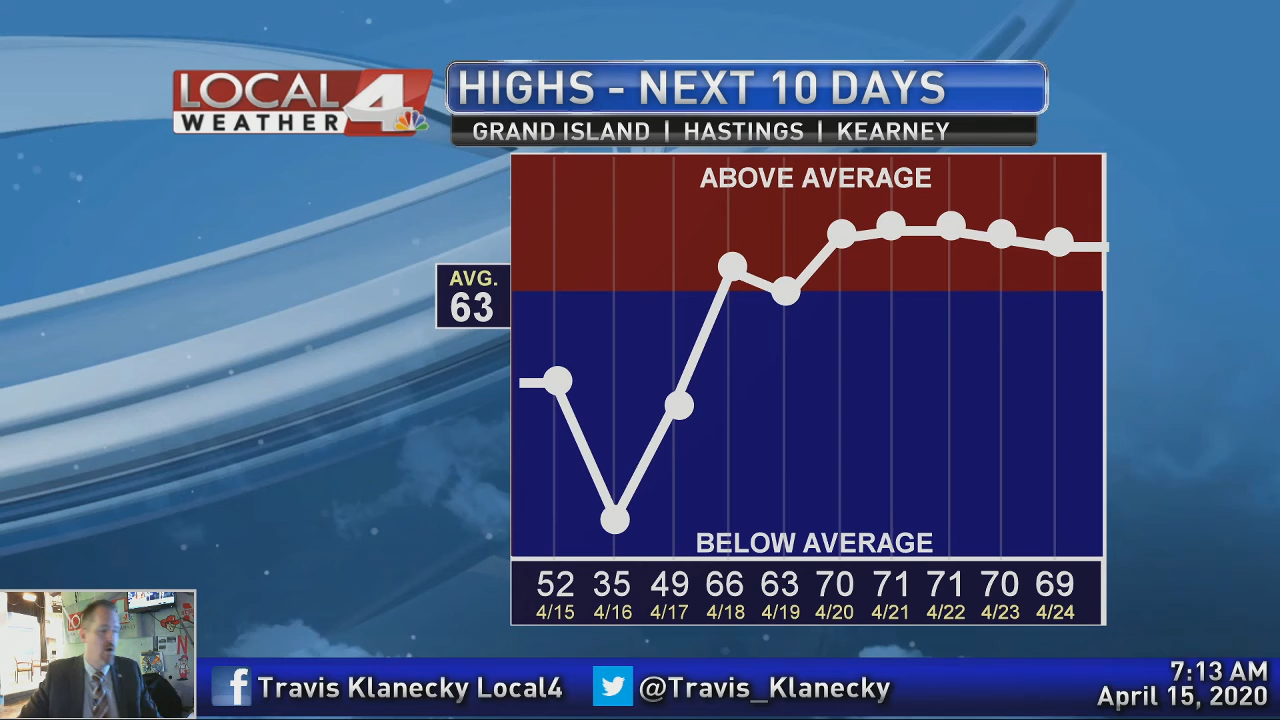 LOCAL 4
WEATHER
HIGHS - NEXT 10 DAYS
GRAND ISLAND | HASTINGS | KEARNEY
ABOVE AVERAGE
AVG.
63
BELOW AVERAGE
52 35 49 66 63 70 71 71 70 69
4/15 4/16 4/17 4/18 4/19 4/20 4/21 4/22 4/23 4/24
f Travis Klanecky Local4
@Travis_Klanecky
7:13 AM
April 15, 2020